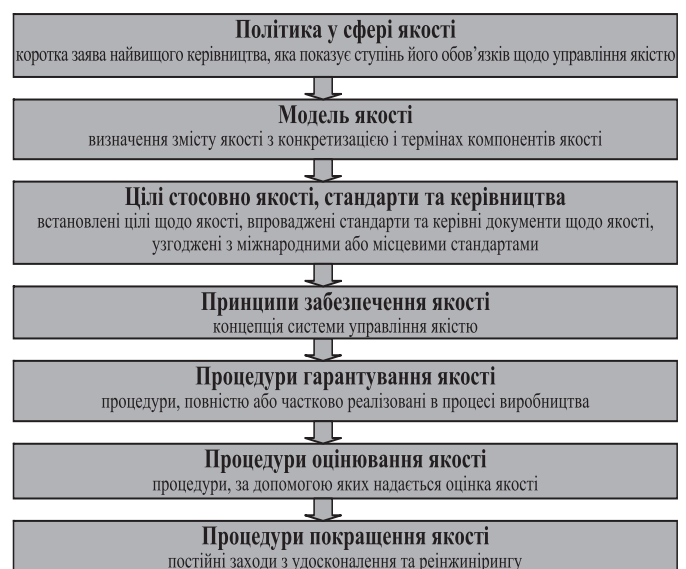 Політика у сфері якості
коротка заява найвищого керівництва, яка показує ступінь його обов’язків щодо управління якістю
Модель якості
визначення змісту якості з конкретизацією і термінах компонентів якості
Цілі стосовно якості, стандарти та керівництва
встановлені цілі щодо якості, впроваджені стандарти та керівні документи щодо якості,
узгоджені з міжнародними або місцевими стандартами
Принципи забезпечення якості
концепція системи управління якістю
Процедури гарантування якості
процедури, повністю або частково реалізовані в процесі виробництва
Процедури оцінювання якості
процедури, за допомогою яких надається оцінка якості
Процедури покращення якості
постійні заходи з удосконалення та реінжинірингу